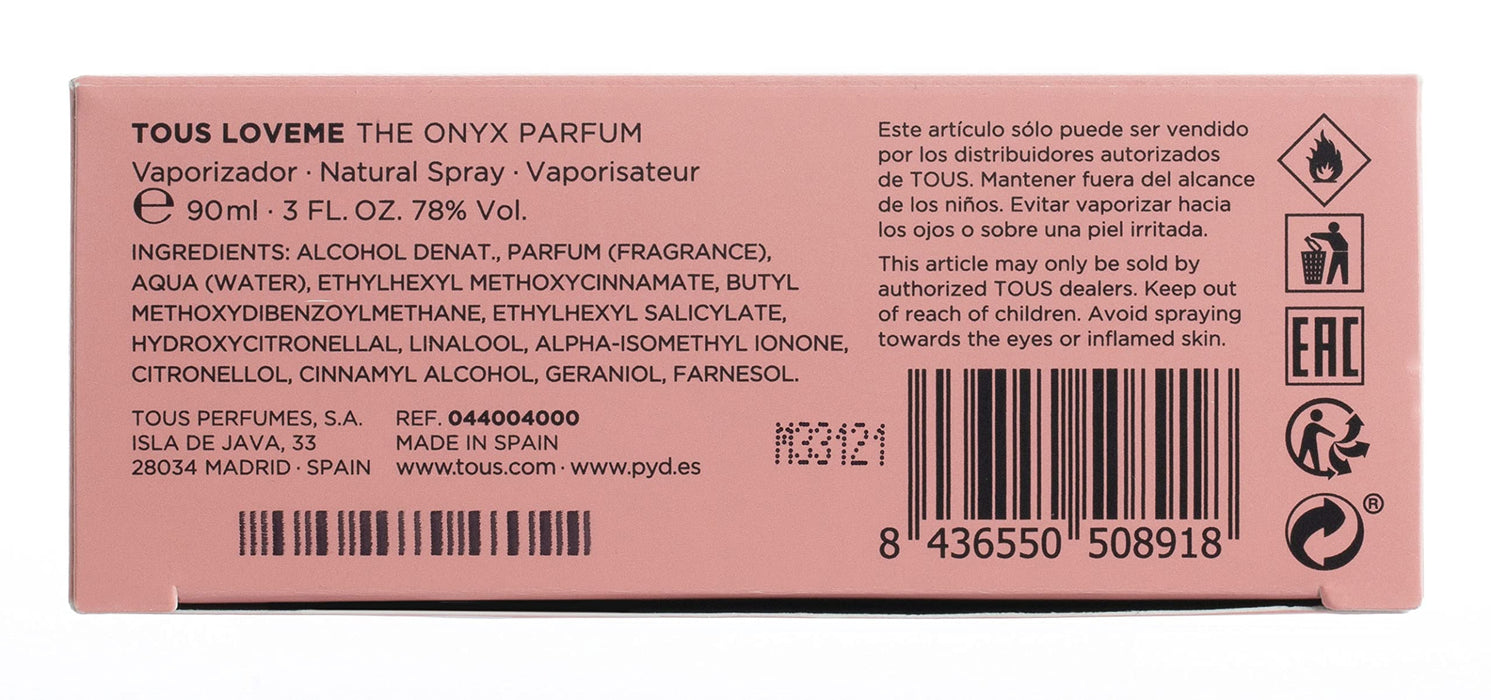 TOUS LOVEME THE ONYX PARFUM
Vaporizador · Natural Spray · Vaporisateur
℮ 90ml · 3 FL. OZ. 78% Vol.
INGREDIENTS: ALCOHOL DENAT., PARFUM (FRAGRANCE),
AQUA (WATER), ETHYLHEXYL METHOXYCINNAMATE, BUTYL
METHOXYDIBENZOYLMETHANE, ETHYLHEXYL SALICYLATE,
HYDROXYCITRONELLAL, LINALOOL, ALPHA-ISOMETHYL IONONE,
CITRONELLOL, CINNAMYL ALCOHOL, GERANIOL, FARNESOL.
TOUS PERFUMES, S.A.
ISLA DE JAVA, 33
28034 MADRID · SPAIN
REF. 044004000
MADE IN SPAIN
www.tous.com · www.pyd.es
M33121
Este artículo sólo puede ser vendido
por los distribuidores autorizados
de TOUS. Mantener fuera del alcance
de los niños. Evitar vaporizar hacia
los ojos o sobre una piel irritada.
This article may only be sold by
authorized TOUS dealers. Keep out
of reach of children. Avoid spraying
towards the eyes or inflamed skin.
8 436550 508918
EAC
®